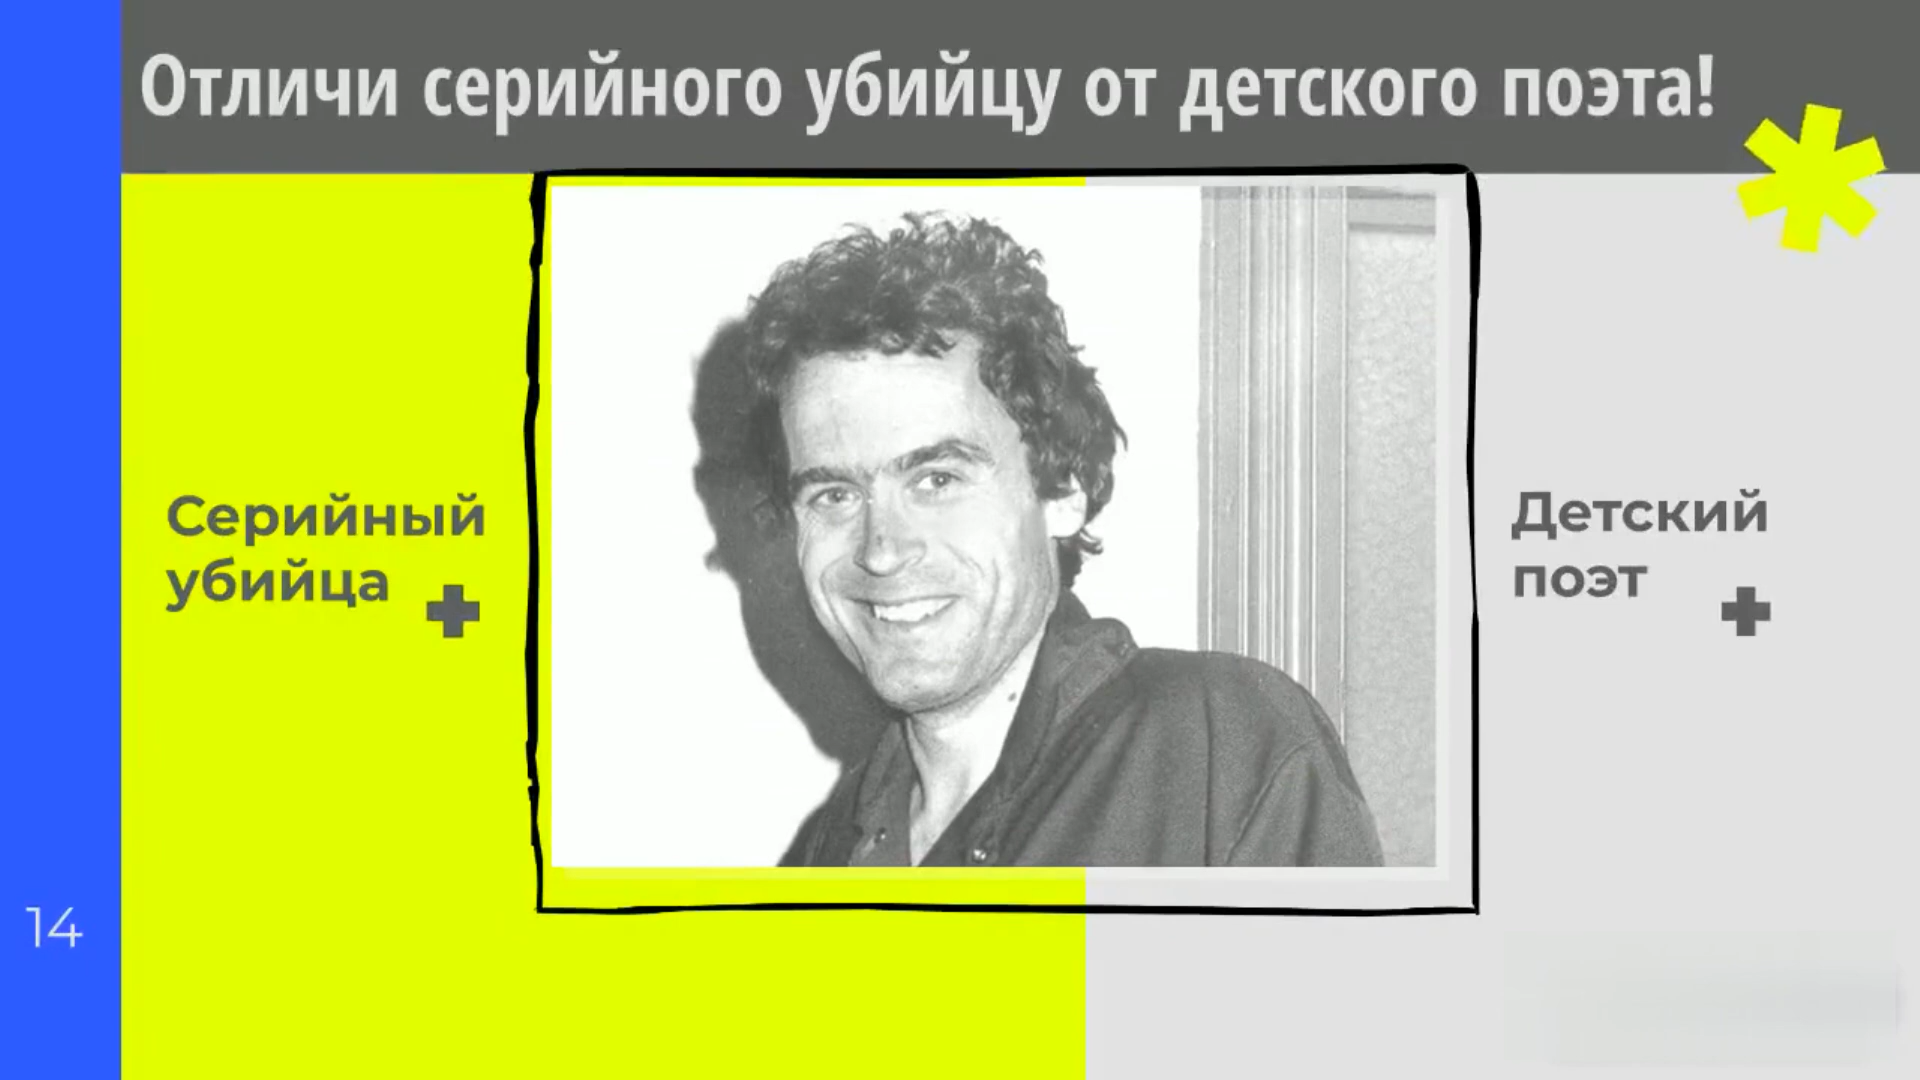 Отличи серийного убийцу от детского поэта!
Серийный
убийца
Детский
поэт
14